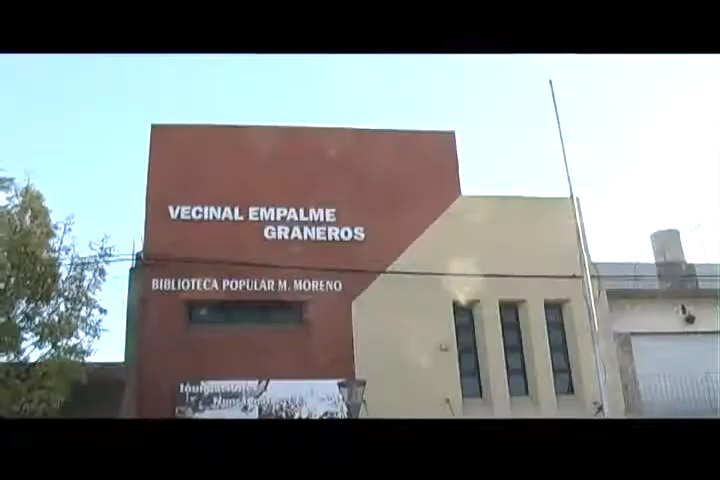 VECINAL EMPALME
GRANEROS
BIBLIOTECA POPULAR M. MORENO